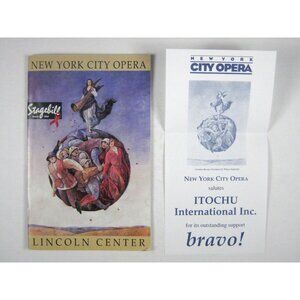 NEW YORK CITY OPERA
Stagebill
LINCOLN CENTER
NEW YORK
CITY OPERA
NEW YORK CITY OPERA
salutes
ITOCHU
International Inc.
for its outstanding support
bravo!